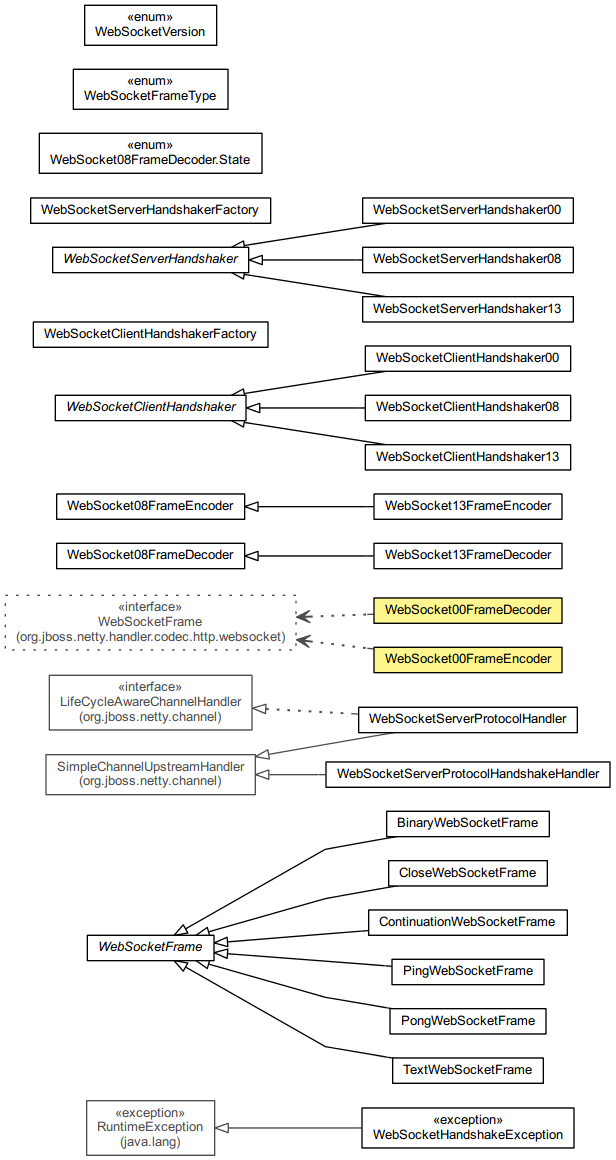 «enum»
WebSocketVersion
«enum»
WebSocketFrameType
«enum»
WebSocket08FrameDecoder.State
WebSocketServerHandshakerFactory
WebSocketServerHandshaker00
WebSocketServerHandshaker
WebSocketServerHandshaker08
WebSocketServerHandshaker13
WebSocketClientHandshakerFactory
WebSocketClientHandshaker00
WebSocketClientHandshaker
WebSocketClientHandshaker08
WebSocketClientHandshaker13
WebSocket08FrameEncoder
WebSocket13FrameEncoder
WebSocket08FrameDecoder
WebSocket13FrameDecoder
«interface»
WebSocketFrame
(org.jboss.netty.handler.codec.http.websocket)
WebSocket00FrameDecoder
WebSocket00FrameEncoder
«interface»
LifeCycleAwareChannelHandler
(org.jboss.netty.channel)
WebSocketServerProtocolHandler
SimpleChannelUpstreamHandler
(org.jboss.netty.channel)
WebSocketServerProtocolHandshakeHandler
BinaryWebSocketFrame
CloseWebSocketFrame
ContinuationWebSocketFrame
WebSocketFrame
PingWebSocketFrame
PongWebSocketFrame
TextWebSocketFrame
«exception»
RuntimeException
(java.lang)
«exception»
WebSocketHandshakeException